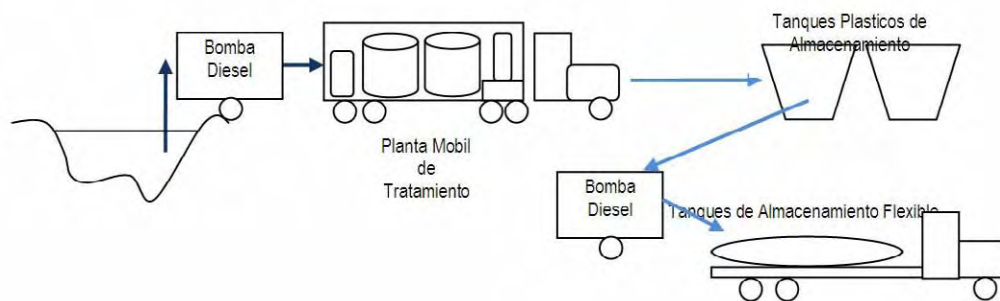 Bomba
Diesel
Planta Mobil
de
Tratamiento
Tanques Plasticos de
Almacenamiento
Bomba
Diesel
Tanques de Almacenamiento Flexible